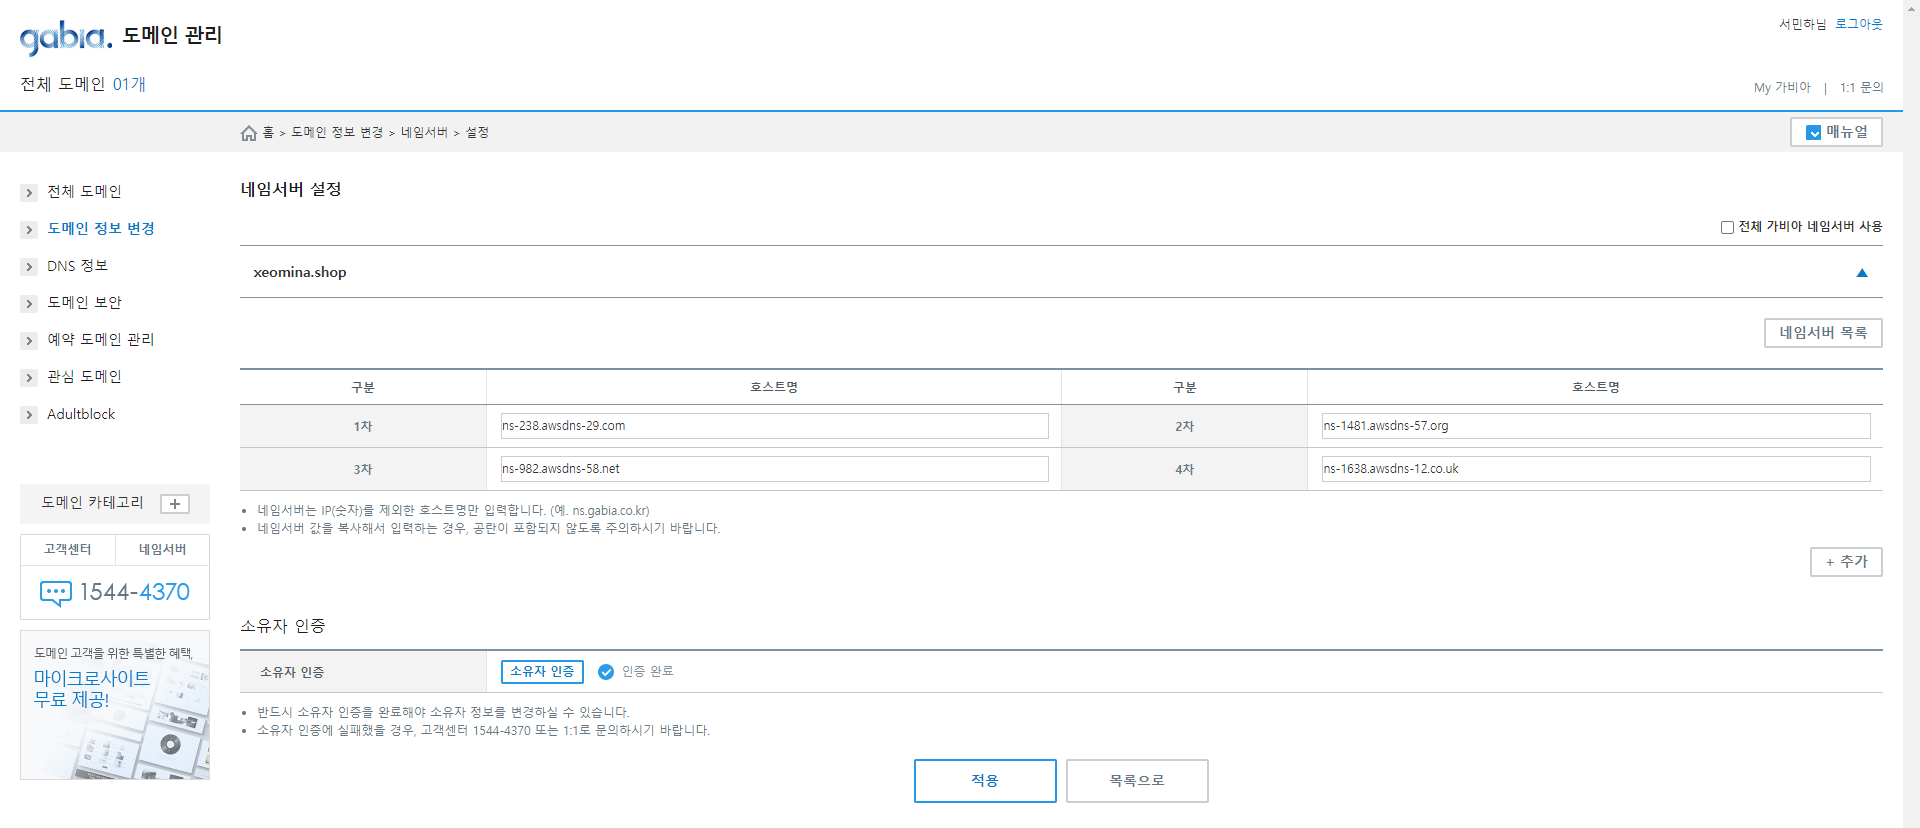 gabia. 도메인 관리
서민하님 로그아웃
전체 도메인 01개
My 가비아 | 1:1 문의
홈 > 도메인 정보 변경 > 네임서버 > 설정
매뉴얼
전체 도메인
도메인 정보 변경
DNS 정보
도메인 보안
예약 도메인 관리
관심 도메인
Adultblock
도메인 카테고리 +
고객센터 네임서버
1544-4370
도메인 고객을 위한 특별한 혜택,
마이크로사이트
무료 제공!
네임서버 설정
전체 가비아 네임서버 사용
xeomina.shop
네임서버 목록
구분 호스트명 구분 호스트명
1차 ns-238.awsdns-29.com 2차 ns-1481.awsdns-57.org
3차 ns-982.awsdns-58.net 4차 ns-1638.awsdns-12.co.uk
• 네임서버는 IP(숫자)를 제외한 호스트명만 입력합니다. (예. ns.gabia.co.kr)
• 네임서버 값을 복사해서 입력하는 경우, 공란이 포함되지 않도록 주의하시기 바랍니다.
+ 추가
소유자 인증
소유자 인증 소유자 인증 인증 완료
• 반드시 소유자 인증을 완료해야 소유자 정보를 변경하실 수 있습니다.
• 소유자 인증에 실패했을 경우, 고객센터 1544-4370 또는 1:1로 문의하시기 바랍니다.
적용 목록으로